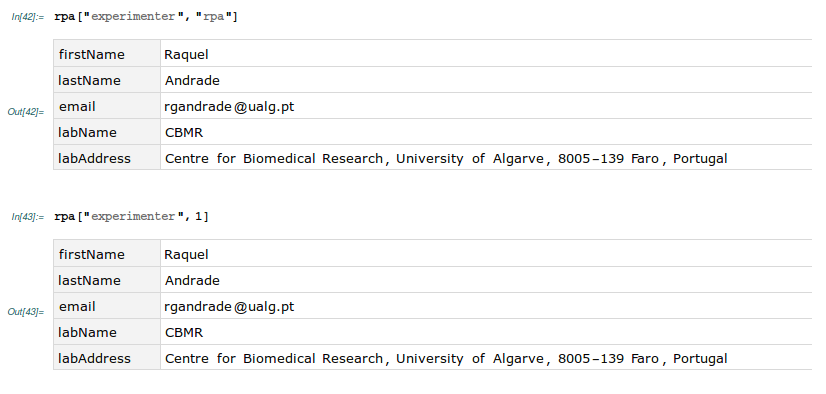 In[42]:= rpa["experimenter", "rpa"]
firstName Raquel
lastName Andrade
Out[42]= email rgandrade@ualg.pt
labName CBMR
labAddress Centre for Biomedical Research, University of Algarve, 8005-139 Faro, Portugal
In[43]:= rpa["experimenter", 1]
firstName Raquel
lastName Andrade
Out[43]= email rgandrade@ualg.pt
labName CBMR
labAddress Centre for Biomedical Research, University of Algarve, 8005-139 Faro, Portugal